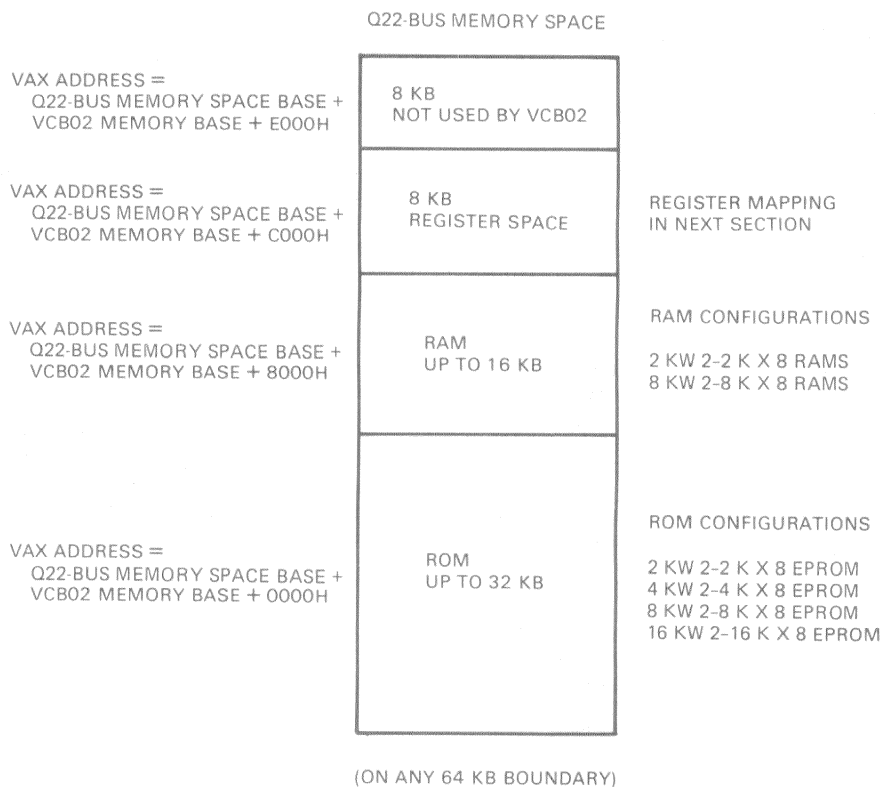 Q22-BUS MEMORY SPACE
VAX ADDRESS =
Q22-BUS MEMORY SPACE BASE +
VCB02 MEMORY BASE + E000H
8 KB
NOT USED BY VCB02
VAX ADDRESS =
Q22-BUS MEMORY SPACE BASE +
VCB02 MEMORY BASE + C000H
8 KB
REGISTER SPACE
REGISTER MAPPING
IN NEXT SECTION
VAX ADDRESS =
Q22-BUS MEMORY SPACE BASE +
VCB02 MEMORY BASE + 8000H
RAM
UP TO 16 KB
RAM CONFIGURATIONS
2 KW 2-2 K X 8 RAMS
8 KW 2-8 K X 8 RAMS
VAX ADDRESS =
Q22-BUS MEMORY SPACE BASE +
VCB02 MEMORY BASE + 0000H
ROM
UP TO 32 KB
ROM CONFIGURATIONS
2 KW 2-2 K X 8 EPROM
4 KW 2-4 K X 8 EPROM
8 KW 2-8 K X 8 EPROM
16 KW 2-16 K X 8 EPROM
(ON ANY 64 KB BOUNDARY)